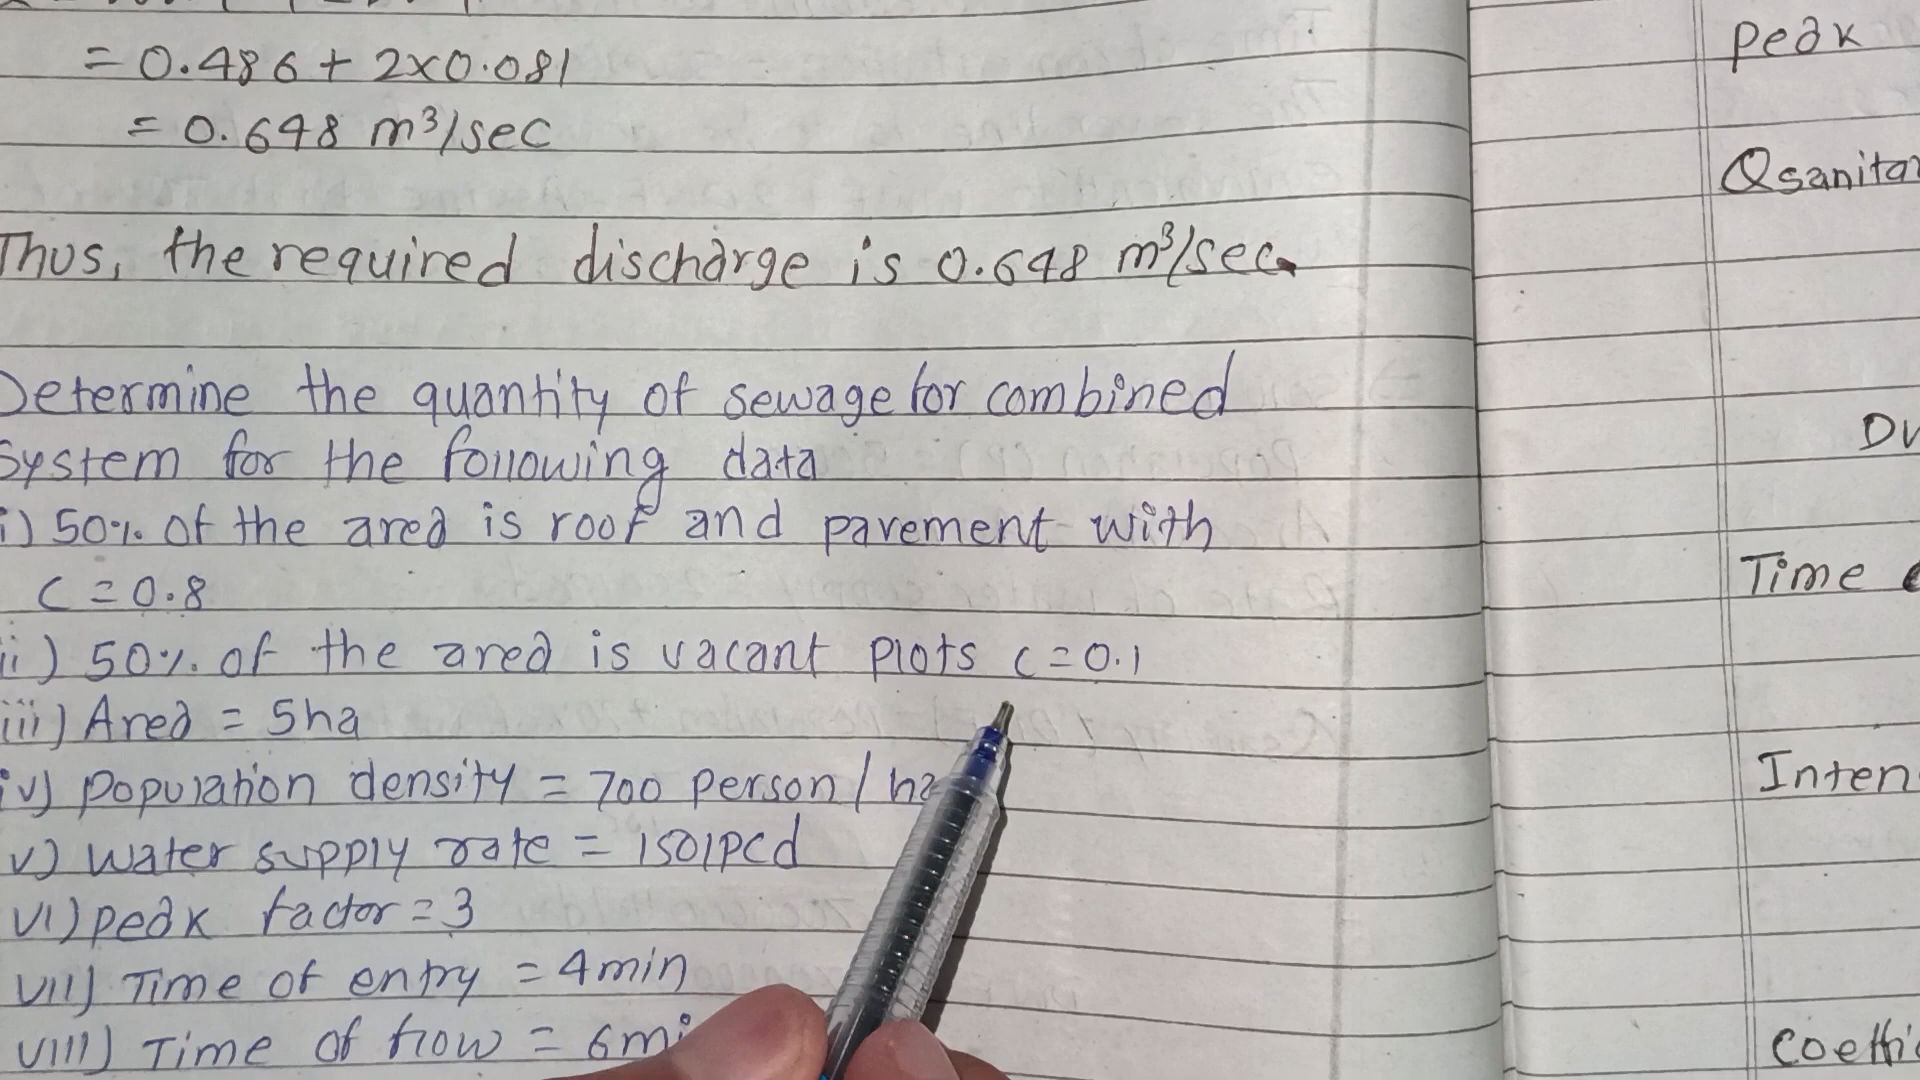 = 0.486 + 2x0.081
= 0.648 m³/sec
Thus, the required discharge is 0.648 m³/sec.
Determine the quantity of sewage for combined
system for the following data
i) 50% of the area is roof and pavement with
C = 0.8
ii) 50% of the area is vacant plots C = 0.1
iii) Area = 5ha
iv) population density = 700 person / ha
v) water supply rate = 150lpcd
VI) peak factor = 3
VII) Time of entry = 4min
VIII) Time of flow = 6mi
peak
Qsanitar
DW
Time
Inten
coeffic